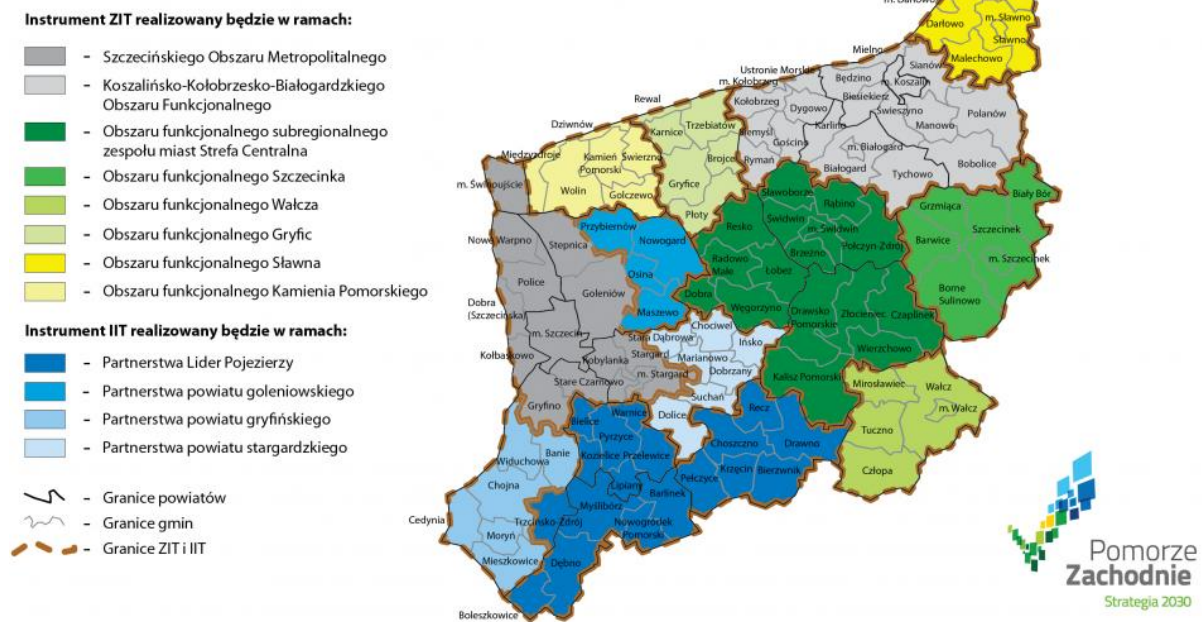 Instrument ZIT realizowany będzie w ramach:
- Szczecińskiego Obszaru Metropolitalnego
- Koszalińsko-Kołobrzesko-Białogardzkiego
Obszaru Funkcjonalnego
- Obszaru funkcjonalnego subregionalnego
zespołu miast Strefa Centralna
- Obszaru funkcjonalnego Szczecinka
- Obszaru funkcjonalnego Wałcza
- Obszaru funkcjonalnego Gryfic
- Obszaru funkcjonalnego Sławna
- Obszaru funkcjonalnego Kamienia Pomorskiego
Instrument IIT realizowany będzie w ramach:
- Partnerstwa Lider Pojezierzy
- Partnerstwa powiatu goleniowskiego
- Partnerstwa powiatu gryfińskiego
- Partnerstwa powiatu stargardzkiego
- Granice powiatów
- Granice gmin
- Granice ZIT i IIT
Darłowo
m. Sławno
Sławno
Malechowo
Mielno
Sianów
Ustronie Morskie
Będzino
m. Koszalin
m. Kołobrzeg
Kołobrzeg
Dygowo
Biesiekierz
Świeszyno
Polanów
Manowo
Rewal
Karnice
Trzebiatów
Siemyśl
Gościno
Karlino
m. Białogard
Dziwnów
Międzyzdroje
Kamień
Pomorski
Świerzno
Brojce
Rymań
Białogard
Tychowo
Bobolice
m. Świnoujście
Wolin
Golczewo
Gryfice
Płoty
Sławoborze
Rąbino
Grzmiąca
Biały Bór
Przybiernów
Nowogard
Resko
Świdwin
m. Świdwin
Połczyn-Zdrój
Barwice
Szczecinek
m. Szczecinek
Nowe Warpno
Stepnica
Brzeżno
Radowo
Małe
Łobez
Osina
Police
Goleniów
Dobra
Borne
Sulinowo
Dobra
(Szczecińska)
Maszewo
Węgorzyno
Drawsko
Pomorskie
Złocieniec
Czaplinek
m. Szczecin
Stara Dąbrowa
Chociwel
Ińsko
Wierzchowo
Kołbaskowo
Kobylanka
Stargard
Marianowo
Dobrzany
m. Stargard
Kalisz Pomorski
Mirosławiec
Wałcz
m. Wałcz
Stare Czarnowo
Suchań
Gryfino
Dolice
Recz
Tuczno
Bielice
Warnice
Pyrzyce
Choszczno
Drawno
Człopa
Banie
Kozielice
Przelewice
Widuchowa
Pełczyce
Krzęcin
Bierzwnik
Chojna
Lipiany
Barlinek
Myślibórz
Cedynia
Trzcińsko-Zdrój
Nowogródek
Pomorski
Moryń
Mieszkowice
Dębno
Boleszkowice
Pomorze
Zachodnie
Strategia 2030